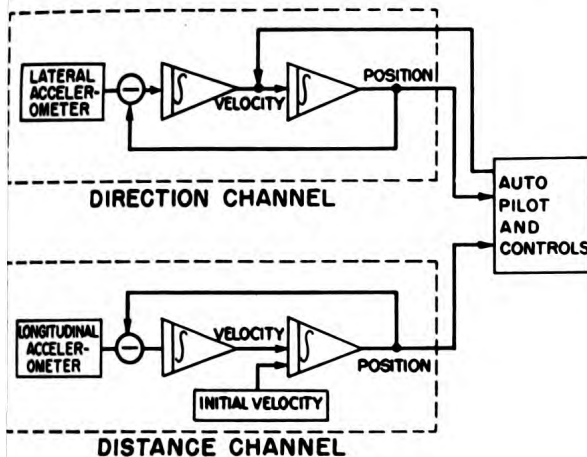 LATERAL
ACCELER-
OMETER
−
∫
VELOCITY
∫
POSITION
DIRECTION CHANNEL
AUTO
PILOT
AND
CONTROLS
LONGITUDINAL
ACCELER-
OMETER
−
∫
VELOCITY
∫
POSITION
INITIAL VELOCITY
DISTANCE CHANNEL